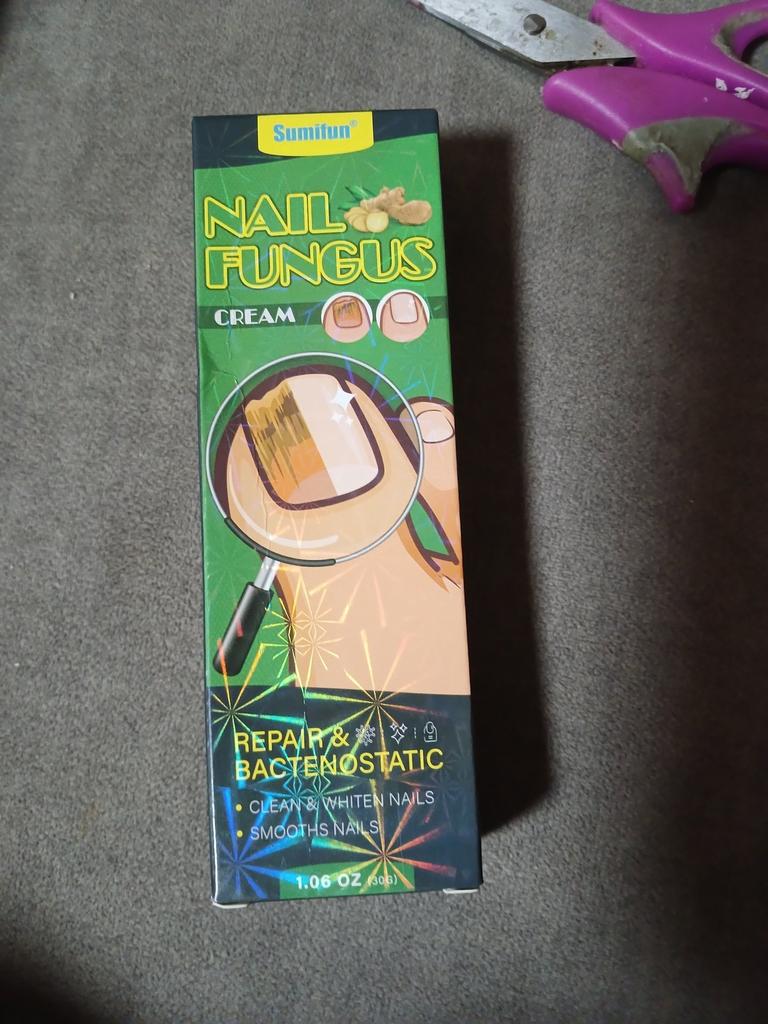 Sumifun®
NAIL
FUNGUS
CREAM
REPAIR &
BACTENOSTATIC
• CLEAN & WHITEN NAILS
• SMOOTHS NAILS
1.06 OZ (30G)